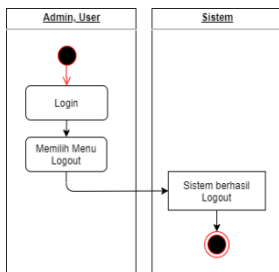 Admin, User
Sistem
Login
Memilih Menu
Logout
Sistem berhasil
Logout